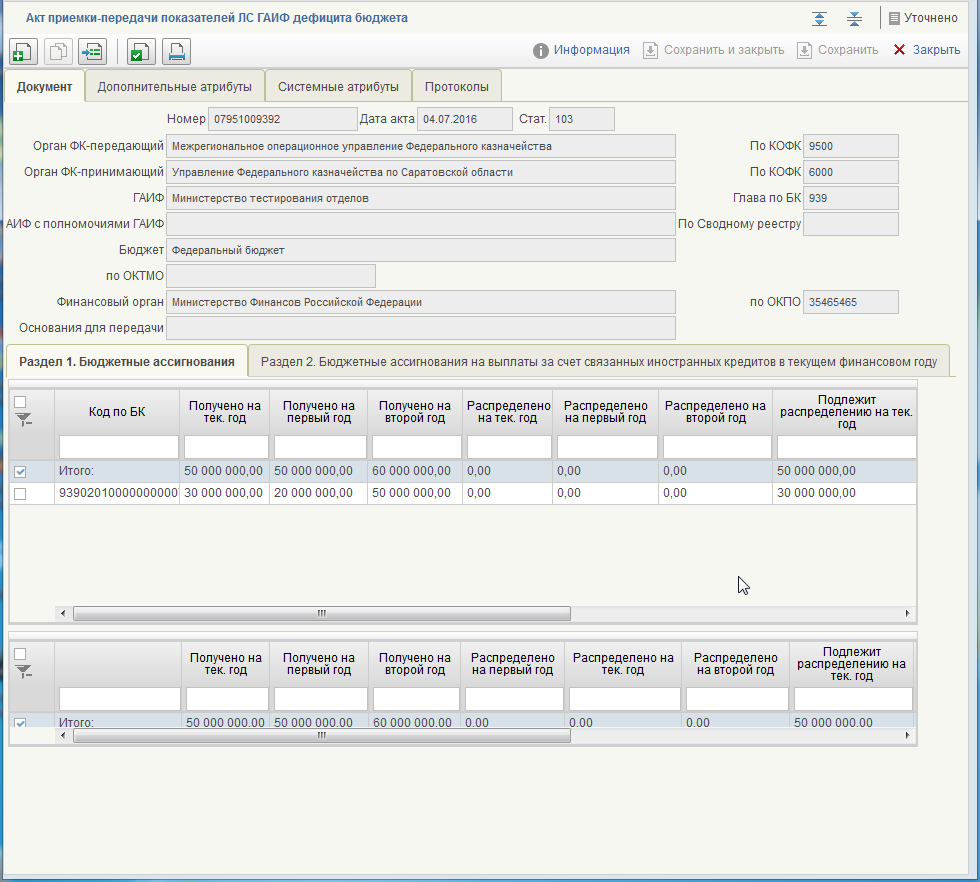 Акт приемки-передачи показателей ЛС ГАИФ дефицита бюджета
Уточнено
Информация Сохранить и закрыть Сохранить Закрыть
Документ Дополнительные атрибуты Системные атрибуты Протоколы
Номер 07951009392 Дата акта 04.07.2016 Стат. 103
Орган ФК-передающий Межрегиональное операционное управление Федерального казначейства По КОФК 9500
Орган ФК-принимающий Управление Федерального казначейства по Саратовской области По КОФК 6000
ГАИФ Министерство тестирования отделов Глава по БК 939
АИФ с полномочиями ГАИФ По Сводному реестру
Бюджет Федеральный бюджет
по ОКТМО
Финансовый орган Министерство Финансов Российской Федерации по ОКПО 35465465
Основания для передачи
Раздел 1. Бюджетные ассигнования Раздел 2. Бюджетные ассигнования на выплаты за счет связанных иностранных кредитов в текущем финансовом году
Код по БК Получено на тек. год Получено на первый год Получено на второй год Распределено на тек. год Распределено на первый год Распределено на второй год Подлежит распределению на тек. год
Итого: 50 000 000,00 50 000 000,00 60 000 000,00 0,00 0,00 0,00 50 000 000,00
93902010000000000 30 000 000,00 20 000 000,00 50 000 000,00 0,00 0,00 0,00 30 000 000,00
Получено на тек. год Получено на первый год Получено на второй год Распределено на первый год Распределено на тек. год Распределено на второй год Подлежит распределению на тек. год
Итого: 50 000 000.00 50 000 000.00 60 000 000.00 0.00 0.00 0.00 50 000 000.00